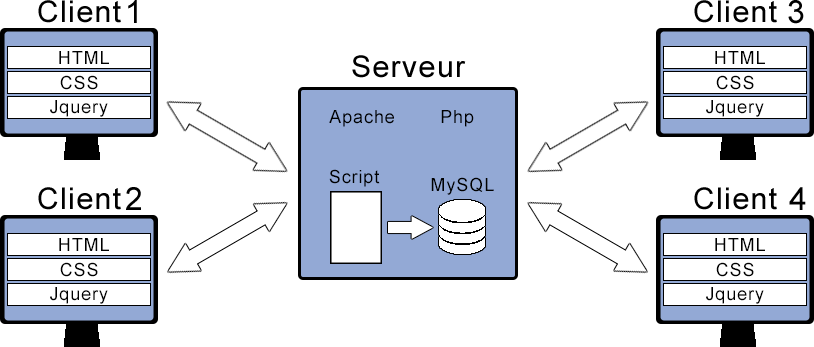 Client1
HTML
CSS
Jquery
Client2
HTML
CSS
Jquery
Serveur
Apache
Php
Script
MySQL
Client 3
HTML
CSS
Jquery
Client 4
HTML
CSS
Jquery